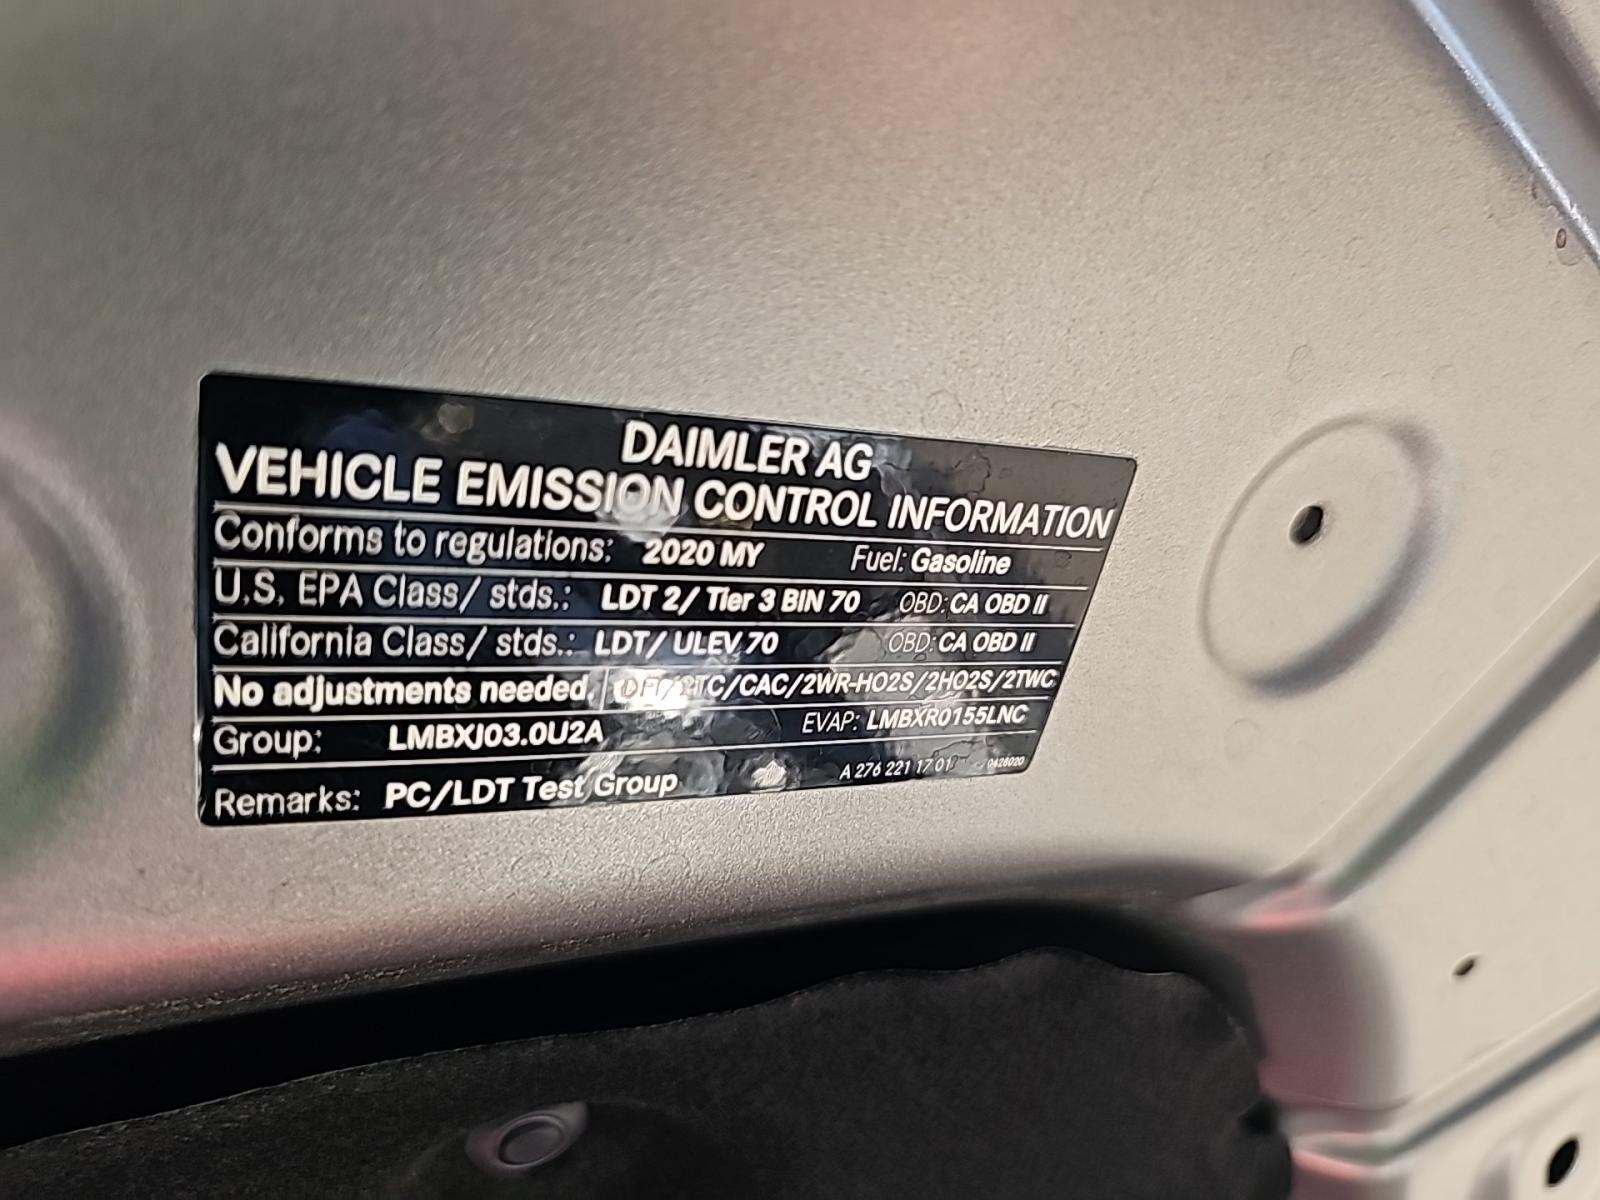 DAIMLER AG
VEHICLE EMISSION CONTROL INFORMATION
Conforms to regulations: 2020 MY Fuel: Gasoline
U.S. EPA Class/ stds.: LDT 2/ Tier 3 BIN 70 OBD: CA OBD II
California Class/ stds.: LDT/ ULEV 70 OBD: CA OBD II
No adjustments needed. DFI/2TC/CAC/2WR-HO2S/2HO2S/2TWC
Group: LMBXJ03.0U2A EVAP: LMBXR0155LNC
Remarks: PC/LDT Test Group A 276 221 17 01